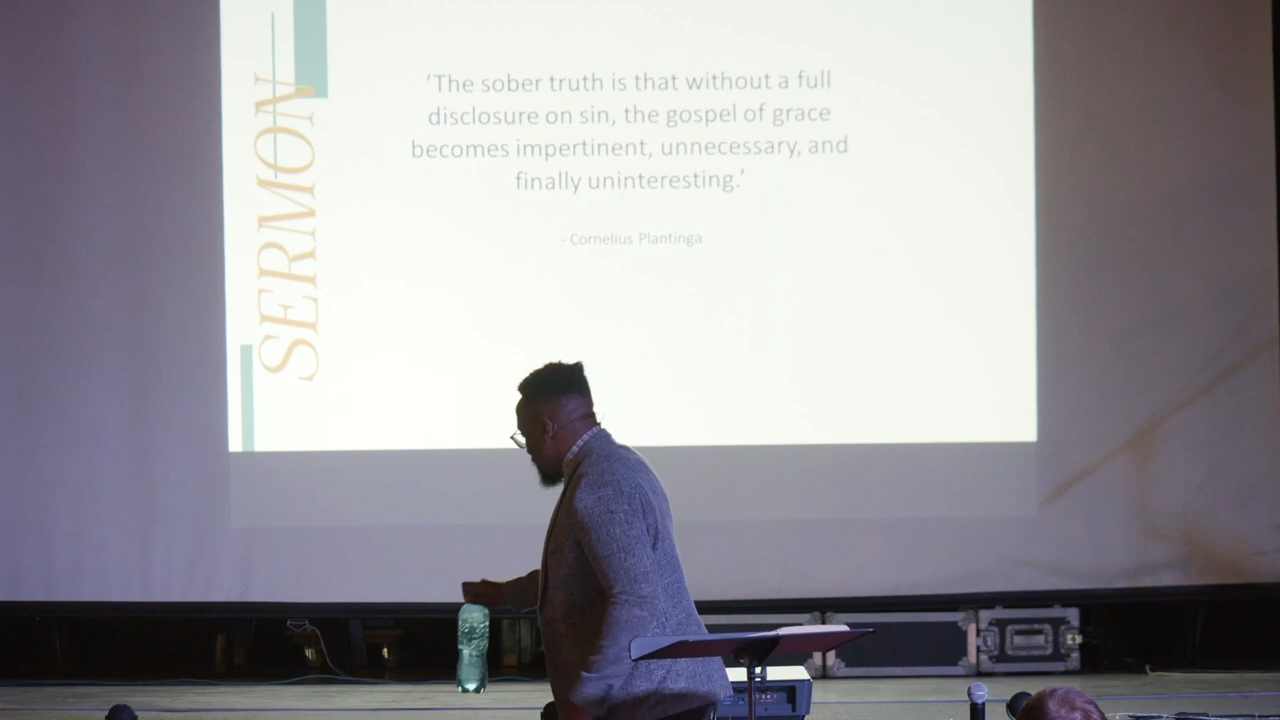 SERMON
‘The sober truth is that without a full
disclosure on sin, the gospel of grace
becomes impertinent, unnecessary, and
finally uninteresting.’
- Cornelius Plantinga